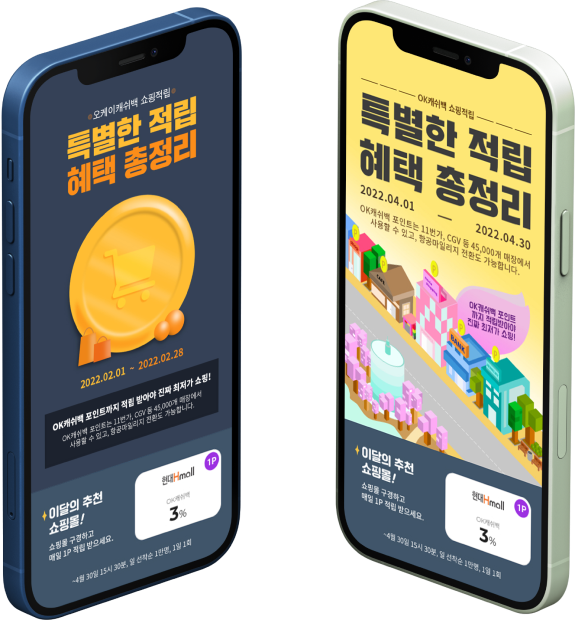 오케이캐쉬백 쇼핑적립
특별한 적립
혜택 총정리
2022.02.01 ~ 2022.02.28
OK캐쉬백 포인트까지 적립 받아야 진짜 최저가 쇼핑!
OK캐쉬백 포인트는 11번가, CGV 등 45,000개 매장에서
사용할 수 있고, 항공마일리지 전환도 가능합니다.
이달의 추천
쇼핑몰!
쇼핑몰 구경하고
매일 1P 적립 받으세요.
1P
현대Hmall
OK캐쉬백
3%
~4월 30일 15시 30분, 일 선착순 1만명, 1일 1회
OK캐쉬백 쇼핑적립
특별한 적립
혜택 총정리
2022.04.01
—
2022.04.30
OK캐쉬백 포인트는 11번가, CGV 등 45,000개 매장에서
사용할 수 있고, 항공마일리지 전환도 가능합니다.
OK캐쉬백 포인트
까지 적립받아야
진짜 최저가 쇼핑!
BANK
이달의 추천
쇼핑몰!
쇼핑몰 구경하고
매일 1P 적립 받으세요.
1P
현대Hmall
OK캐쉬백
3%
~4월 30일 15시 30분, 일 선착순 1만명, 1일 1회